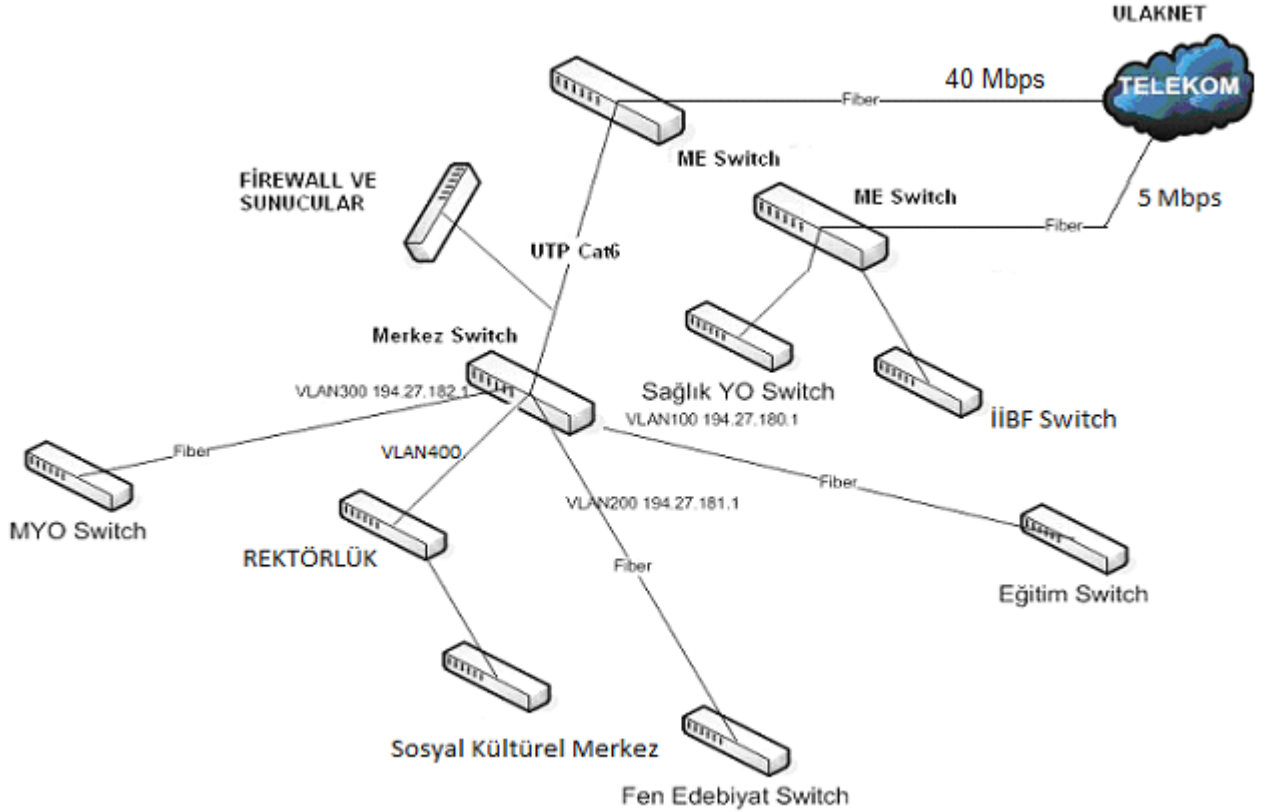 ULAKNET
TELEKOM
40 Mbps
Fiber
ME Switch
ME Switch
5 Mbps
Fiber
FİREWALL VE
SUNUCULAR
UTP Cat6
Merkez Switch
VLAN300 194.27.182.1
Sağlık YO Switch
VLAN100 194.27.180.1
İİBF Switch
Fiber
VLAN400
MYO Switch
VLAN200 194.27.181.1
Fiber
REKTÖRLÜK
Fiber
Eğitim Switch
Sosyal Kültürel Merkez
Fen Edebiyat Switch